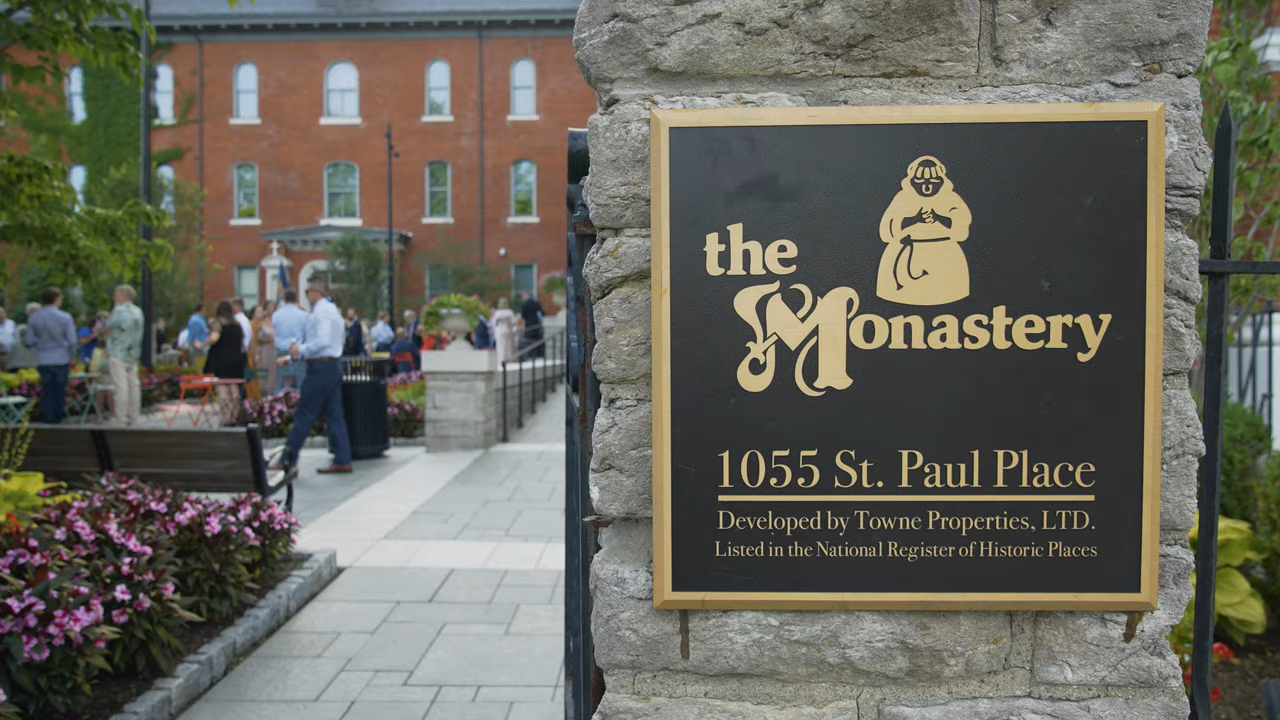 the
Monastery
1055 St. Paul Place
Developed by Towne Properties, LTD.
Listed in the National Register of Historic Places